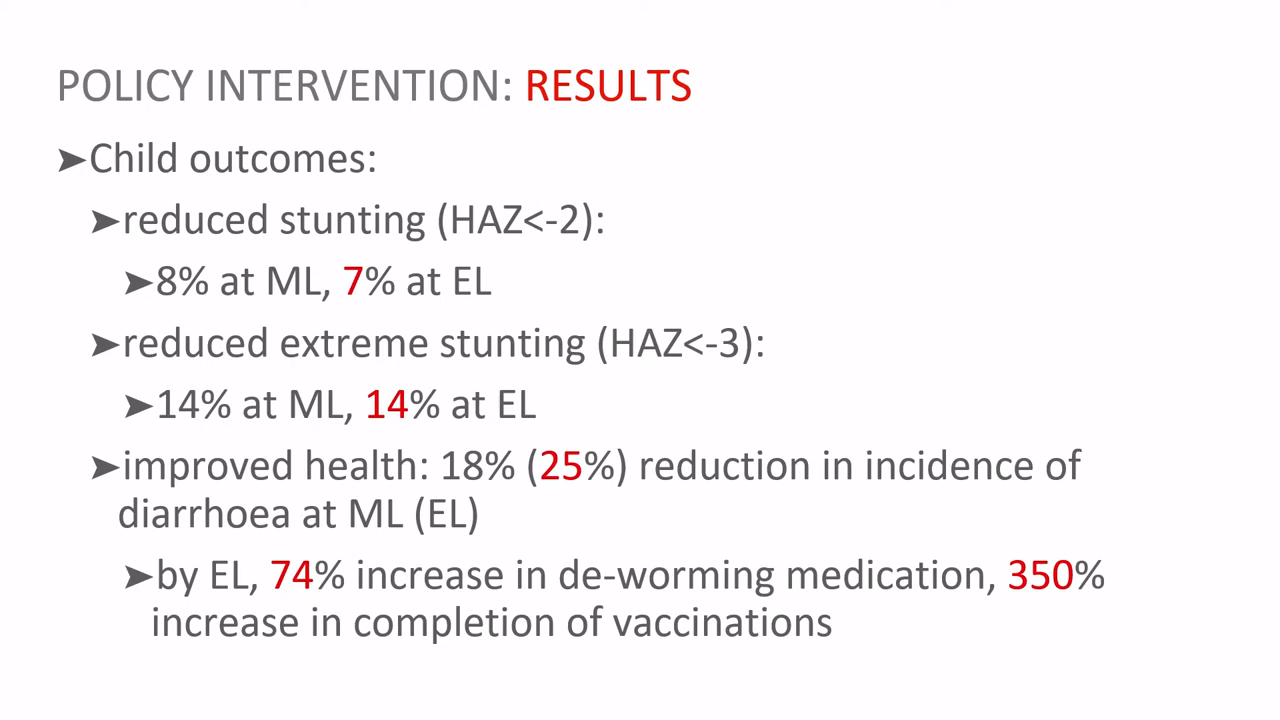 POLICY INTERVENTION: RESULTS
➤Child outcomes:
➤reduced stunting (HAZ<-2):
➤8% at ML, 7% at EL
➤reduced extreme stunting (HAZ<-3):
➤14% at ML, 14% at EL
➤improved health: 18% (25%) reduction in incidence of
diarrhoea at ML (EL)
➤by EL, 74% increase in de-worming medication, 350%
increase in completion of vaccinations